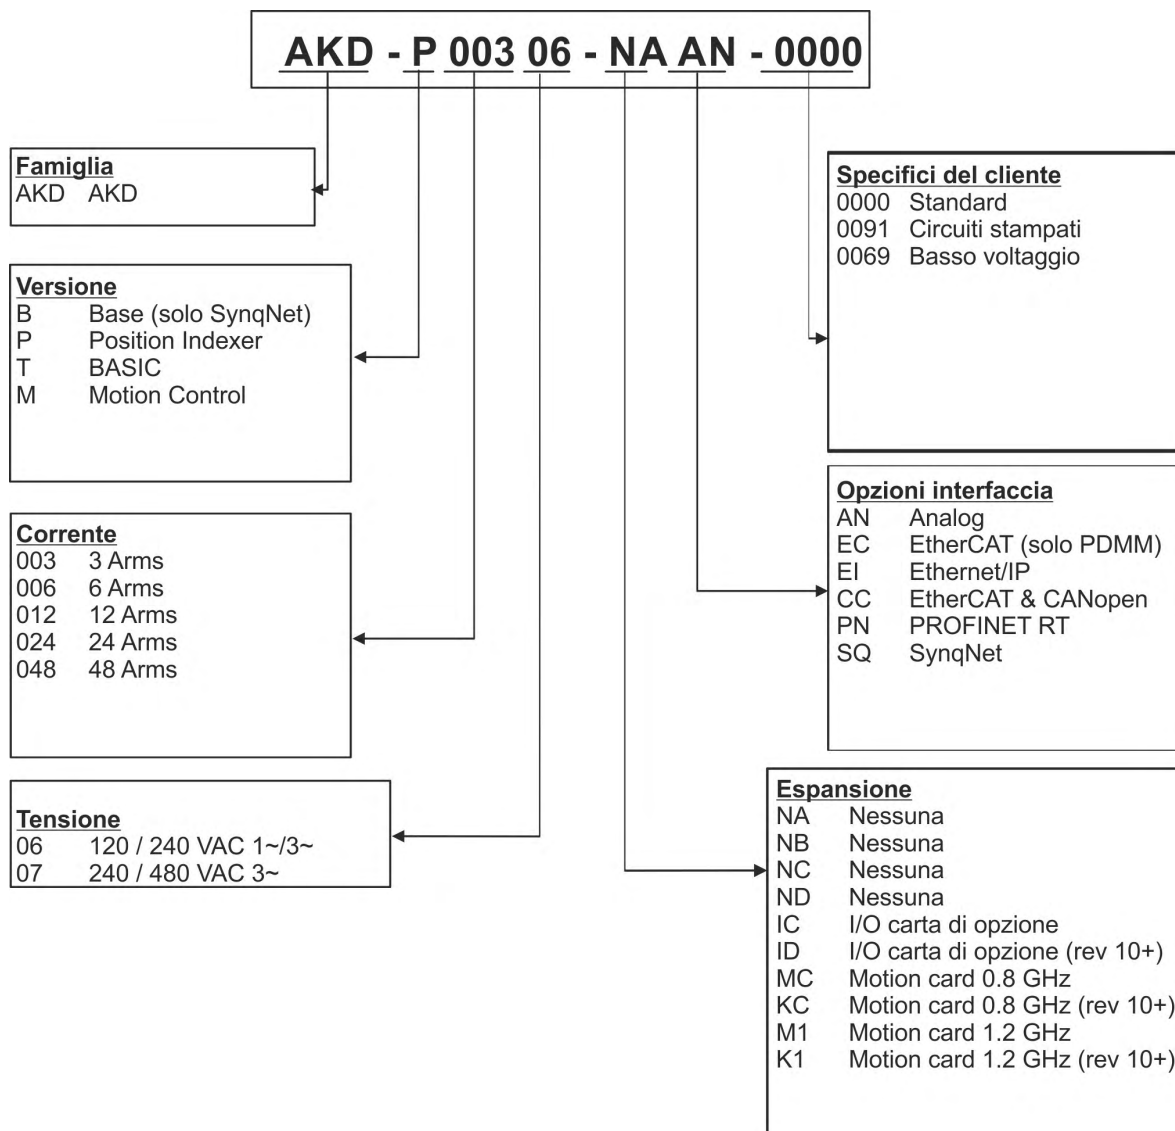 AKD - P 003 06 - NA AN - 0000
Famiglia
AKD AKD
Versione
B Base (solo SynqNet)
P Position Indexer
T BASIC
M Motion Control
Corrente
003 3 Arms
006 6 Arms
012 12 Arms
024 24 Arms
048 48 Arms
Tensione
06 120 / 240 VAC 1~/3~
07 240 / 480 VAC 3~
Specifici del cliente
0000 Standard
0091 Circuiti stampati
0069 Basso voltaggio
Opzioni interfaccia
AN Analog
EC EtherCAT (solo PDMM)
EI Ethernet/IP
CC EtherCAT & CANopen
PN PROFINET RT
SQ SynqNet
Espansione
NA Nessuna
NB Nessuna
NC Nessuna
ND Nessuna
IC I/O carta di opzione
ID I/O carta di opzione (rev 10+)
MC Motion card 0.8 GHz
KC Motion card 0.8 GHz (rev 10+)
M1 Motion card 1.2 GHz
K1 Motion card 1.2 GHz (rev 10+)